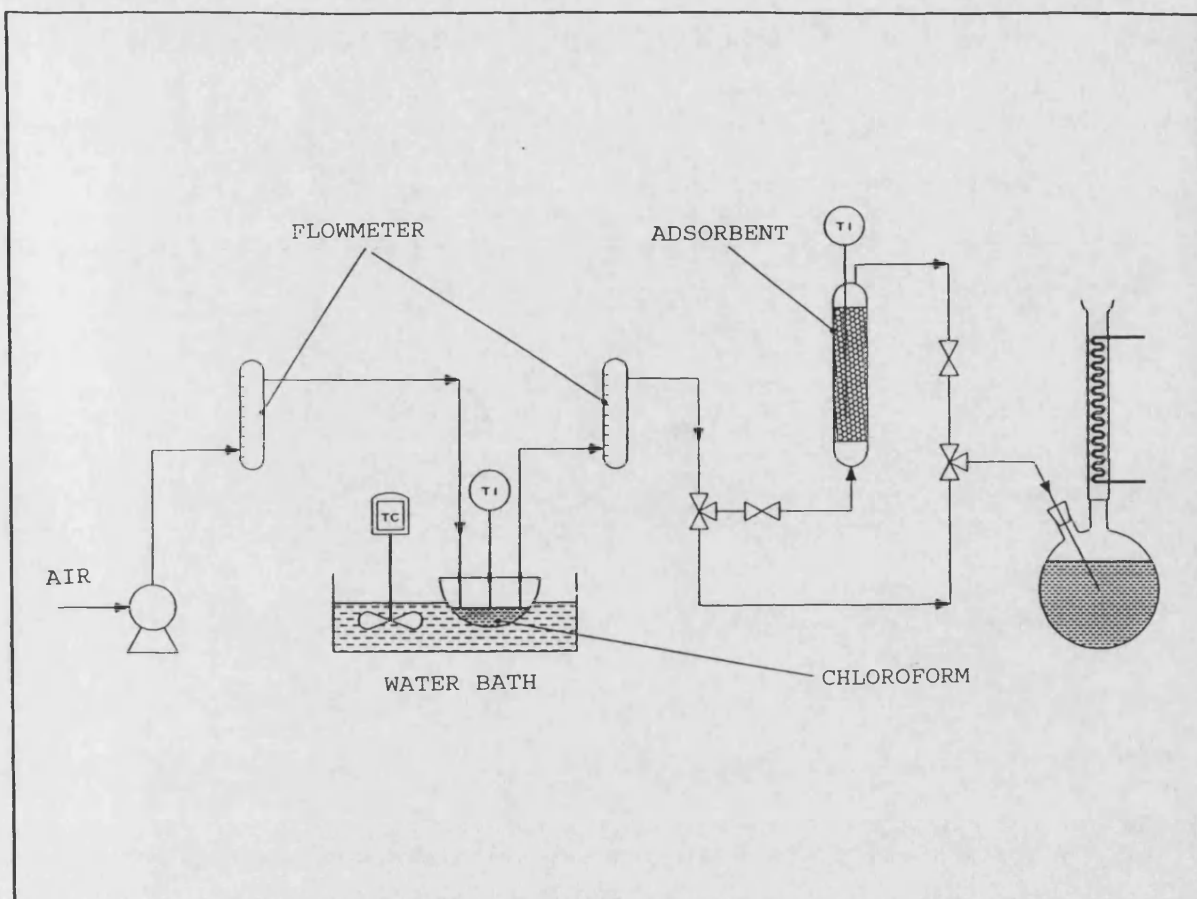 FLOWMETER
ADSORBENT
TI
TI
TC
AIR
WATER BATH
CHLOROFORM